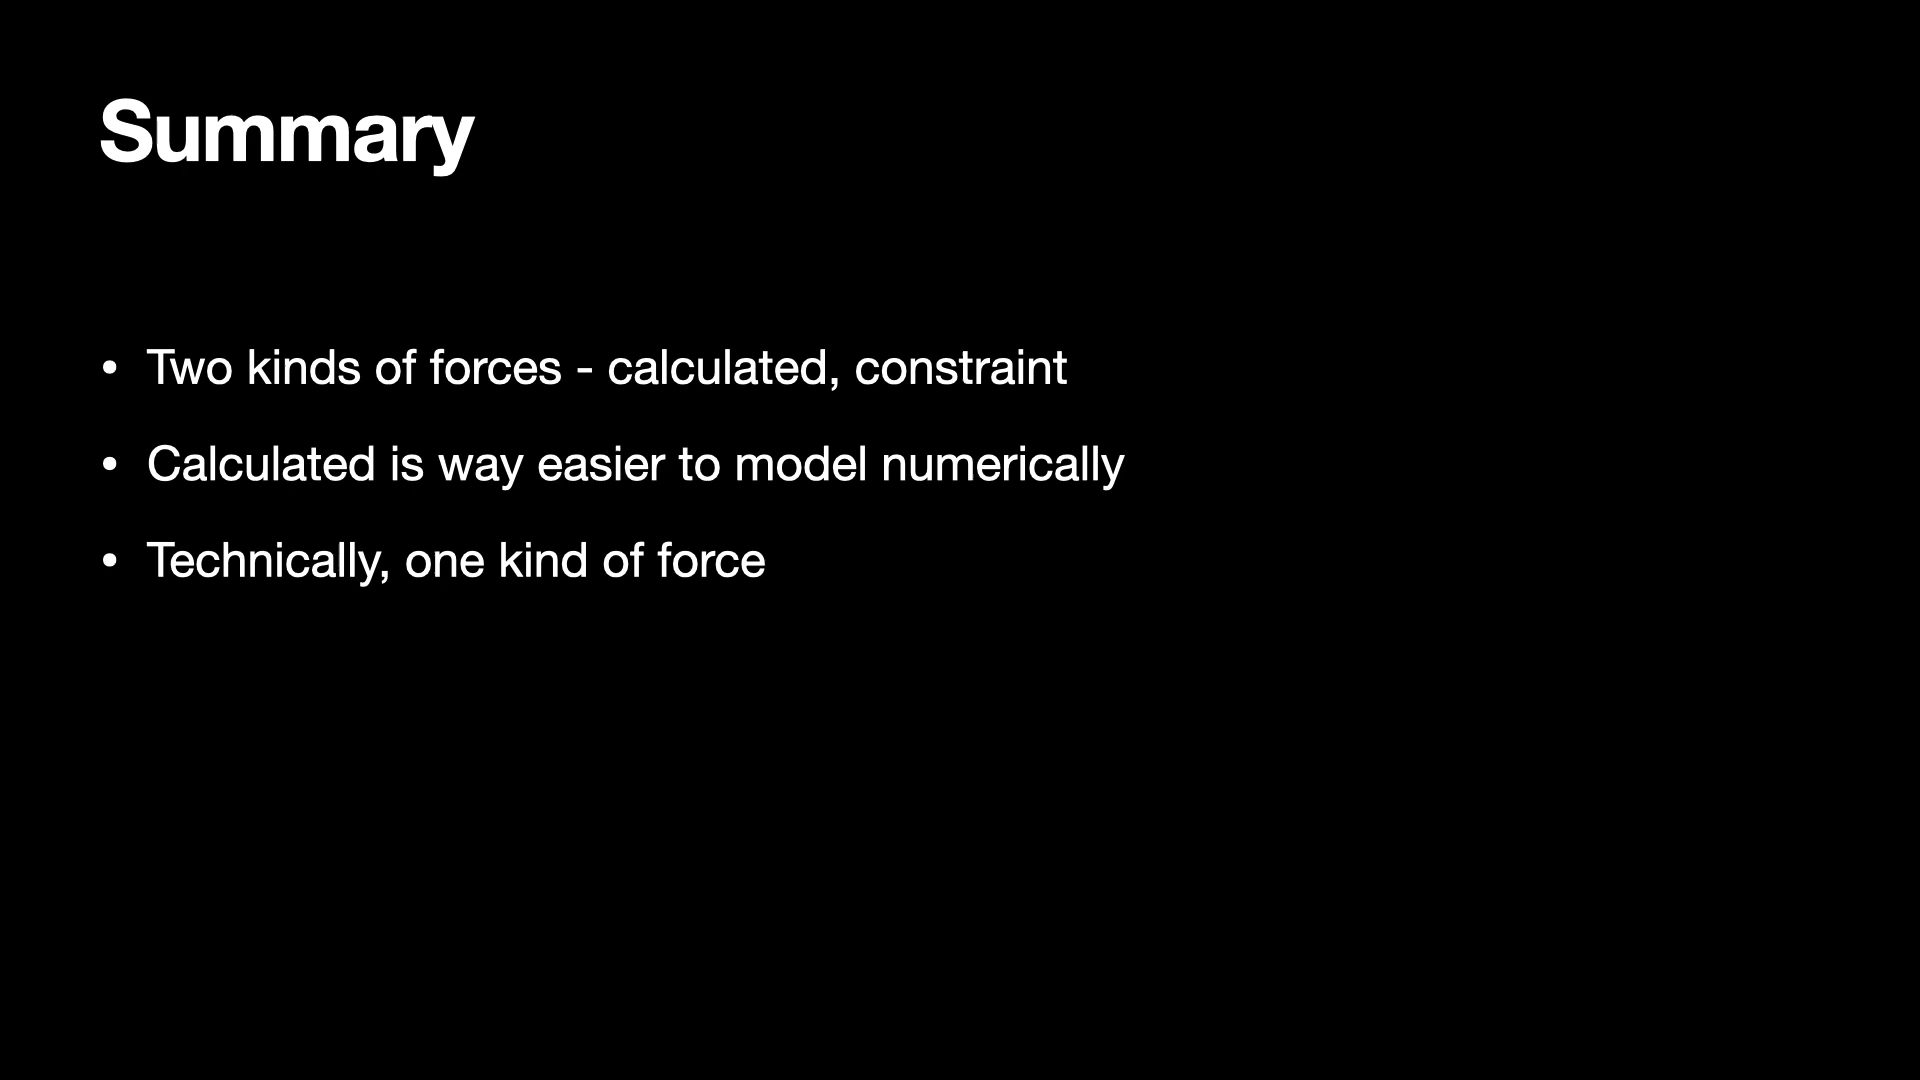 Summary
• Two kinds of forces - calculated, constraint
• Calculated is way easier to model numerically
• Technically, one kind of force